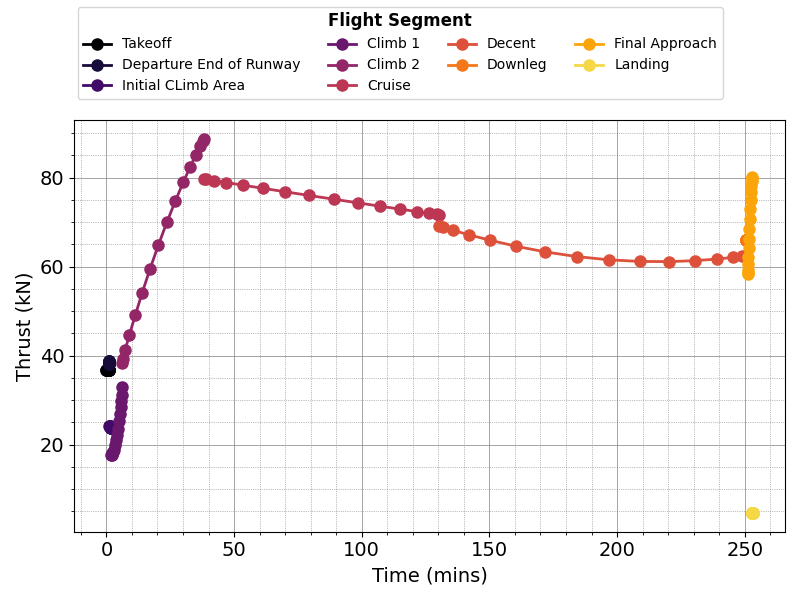 Flight Segment
Takeoff
Departure End of Runway
Initial CLimb Area
Climb 1
Climb 2
Cruise
Decent
Downleg
Final Approach
Landing
Thrust (kN)
80
60
40
20
0 50 100 150 200 250
Time (mins)